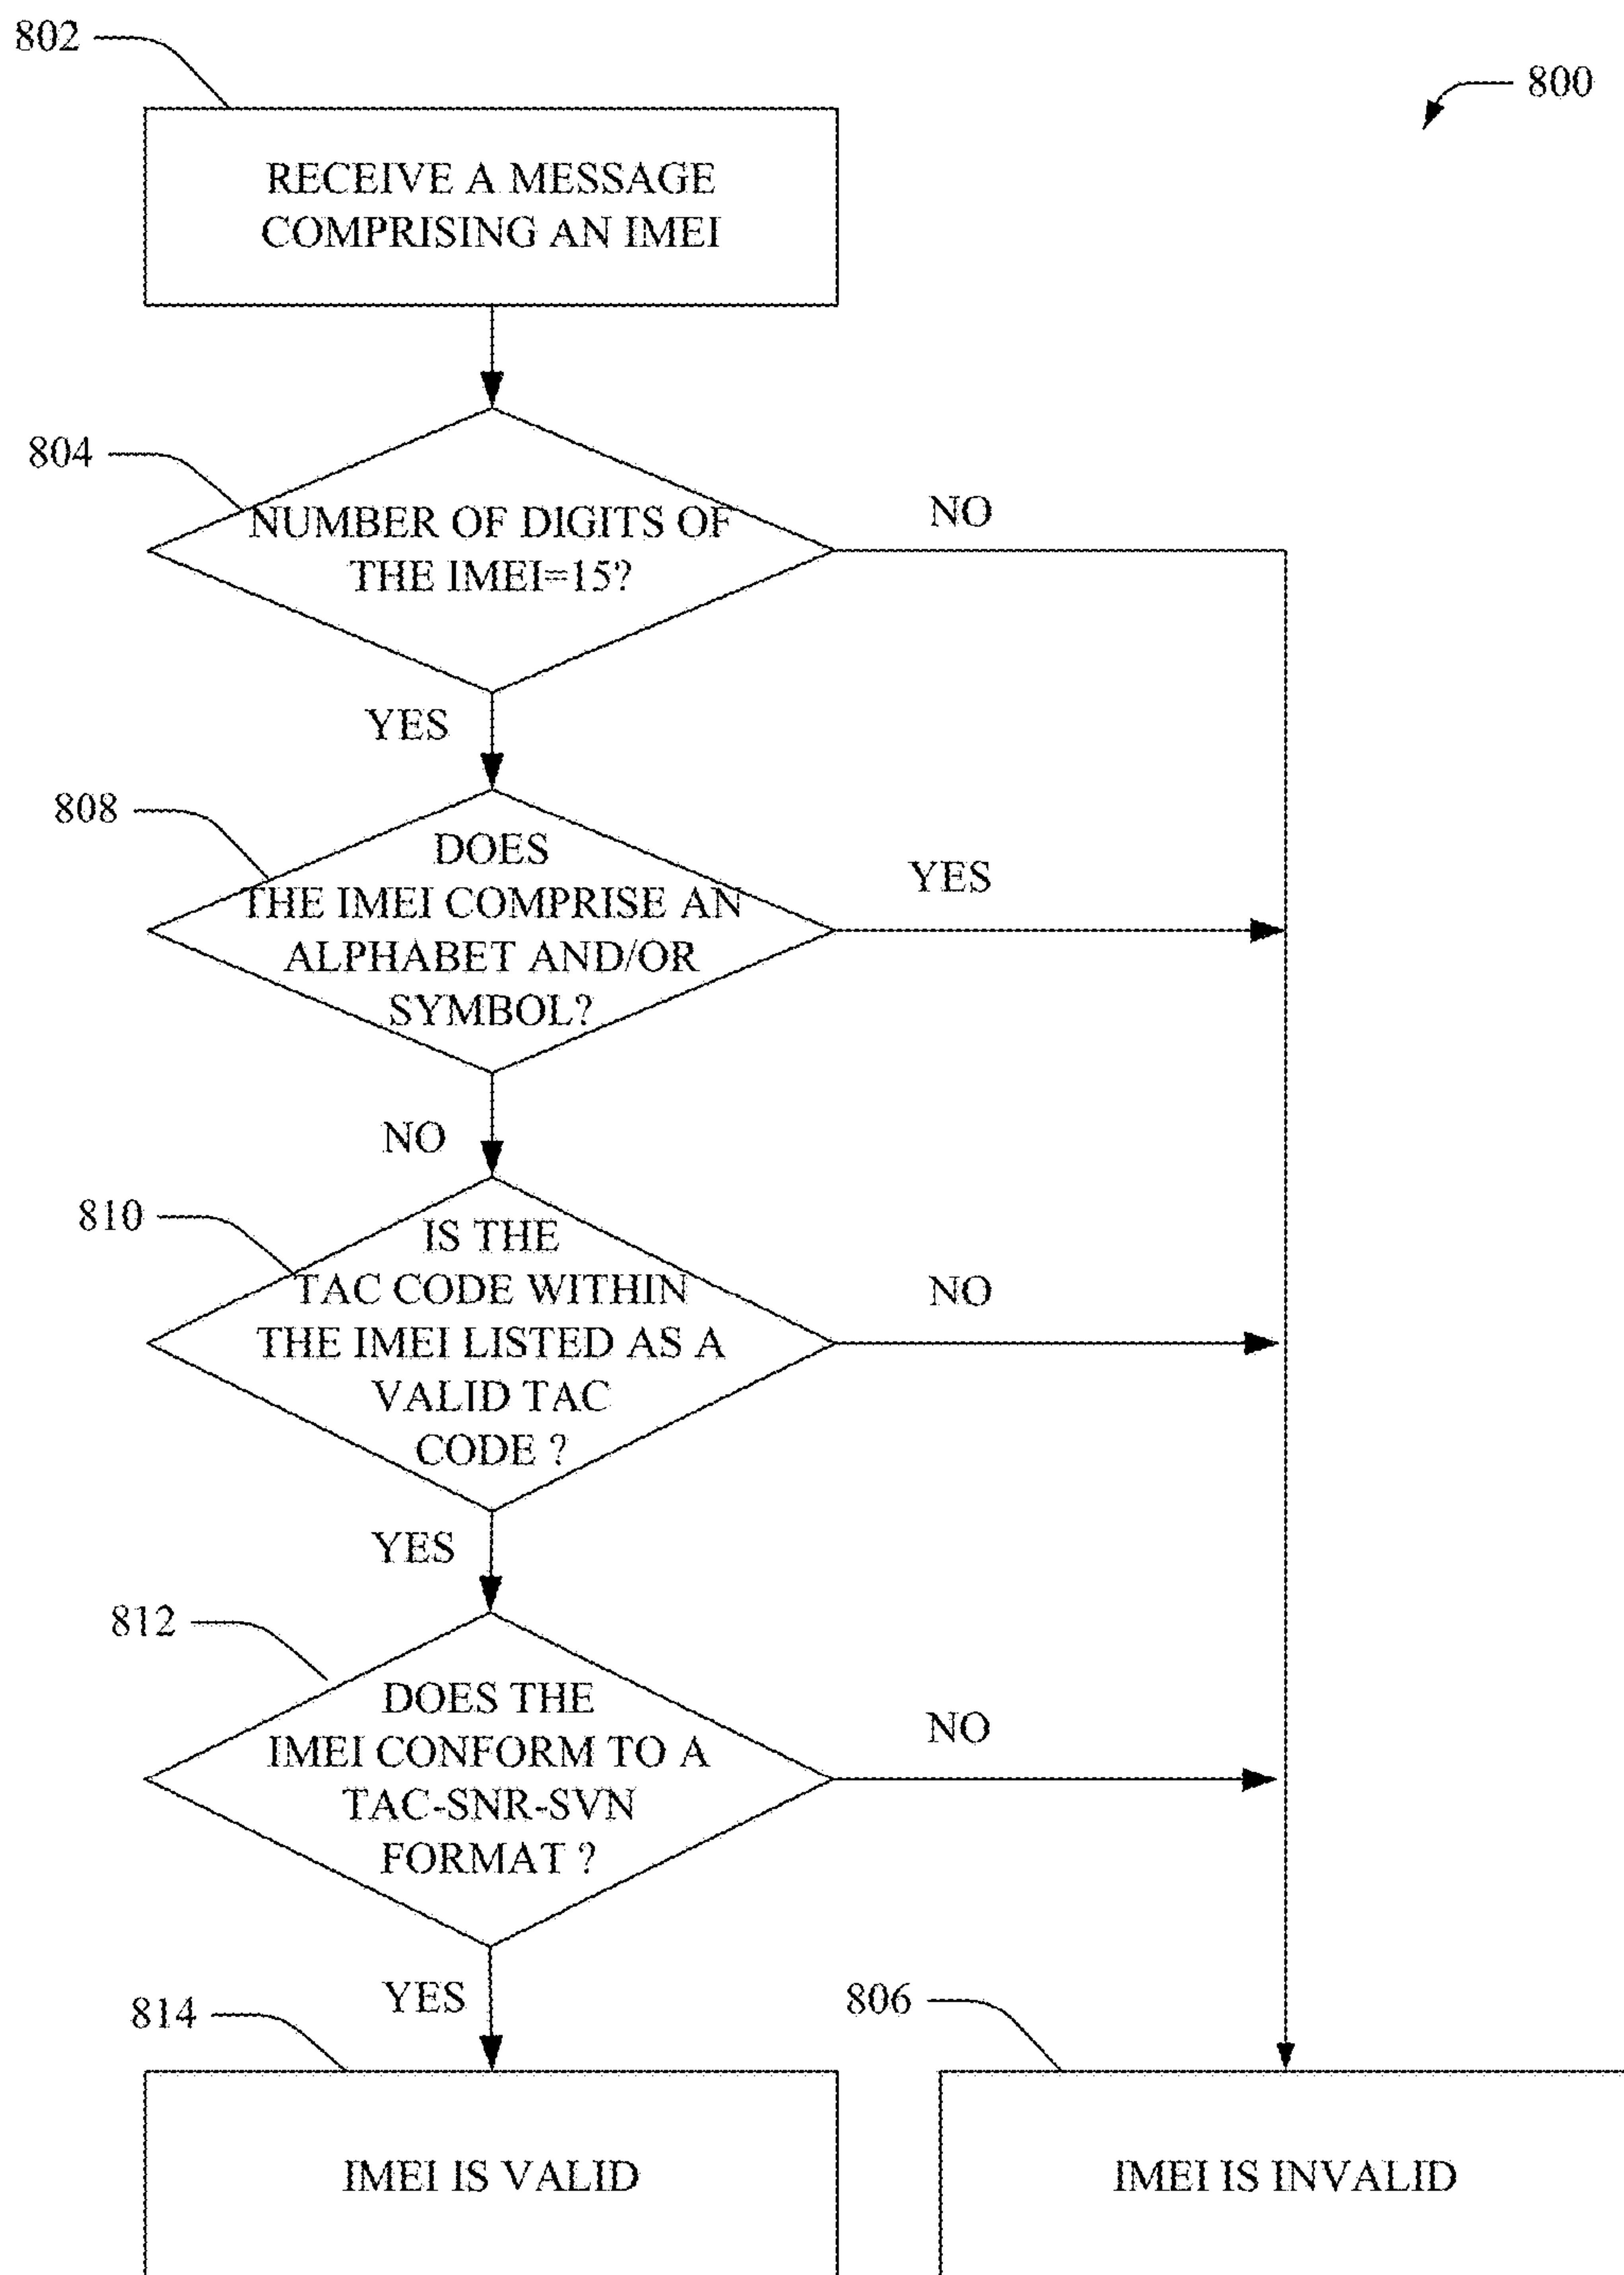 802
800
RECEIVE A MESSAGE
COMPRISING AN IMEI
804
NUMBER OF DIGITS OF
THE IMEI=15?
NO
YES
808
DOES
THE IMEI COMPRISE AN
ALPHABET AND/OR
SYMBOL?
YES
NO
810
IS THE
TAC CODE WITHIN
THE IMEI LISTED AS A
VALID TAC
CODE ?
NO
YES
812
DOES THE
IMEI CONFORM TO A
TAC-SNR-SVN
FORMAT ?
NO
YES
814
806
IMEI IS VALID
IMEI IS INVALID